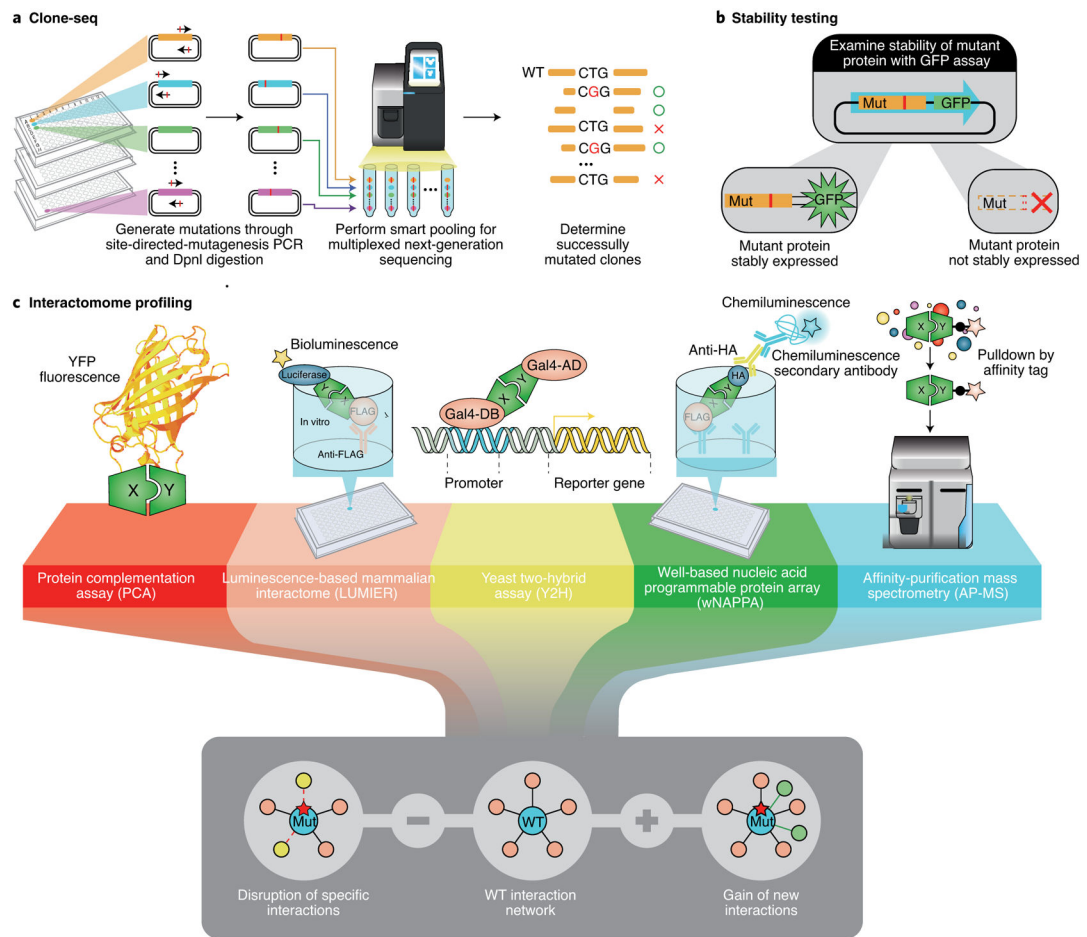 a Clone-seq
Generate mutations through
site-directed-mutagenesis PCR
and DpnI digestion
Perform smart pooling for
multiplexed next-generation
sequencing
WT CTG
CGG
CTG
CGG
...
CTG
Determine
successully
mutated clones
b Stability testing
Examine stability of mutant
protein with GFP assay
Mut GFP
Mut GFP
Mutant protein
stably expressed
Mut
Mutant protein
not stably expressed
c Interactomome profiling
YFP
fluorescence
X Y
Bioluminescence
Luciferase
Y
X
FLAG
In vitro
Anti-FLAG
Gal4-AD
Y
X
Gal4-DB
Promoter
Reporter gene
Chemiluminescence
Anti-HA
Chemiluminescence
secondary antibody
HA
Y
X
FLAG
X Y
Pulldown by
affinity tag
X Y
Protein complementation
assay (PCA)
Luminescence-based mammalian
interactome (LUMIER)
Yeast two-hybrid
assay (Y2H)
Well-based nucleic acid
programmable protein array
(wNAPPA)
Affinity-purification mass
spectrometry (AP-MS)
Mut
Disruption of specific
interactions
−
WT
WT interaction
network
+
Mut
Gain of new
interactions